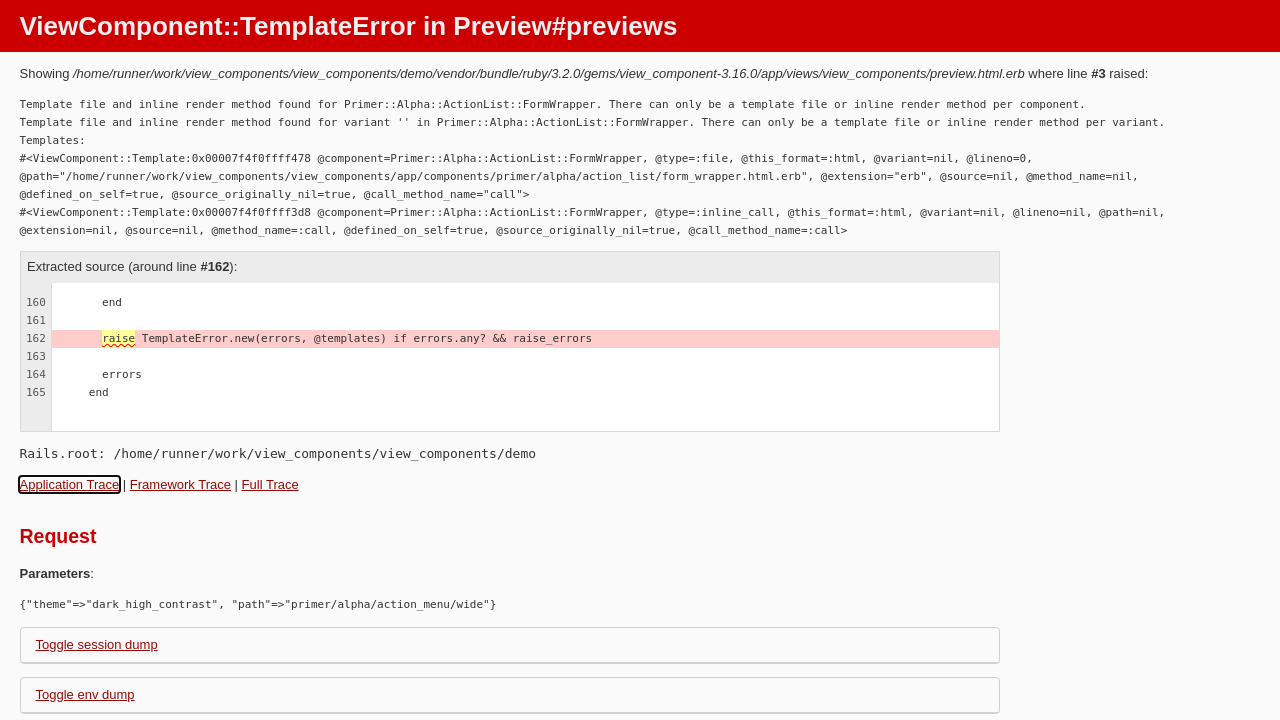 ViewComponent::TemplateError in Preview#previews
Showing /home/runner/work/view_components/view_components/demo/vendor/bundle/ruby/3.2.0/gems/view_component-3.16.0/app/views/view_components/preview.html.erb where line #3 raised:
Template file and inline render method found for Primer::Alpha::ActionList::FormWrapper. There can only be a template file or inline render method per component.
Template file and inline render method found for variant '' in Primer::Alpha::ActionList::FormWrapper. There can only be a template file or inline render method per variant.
Templates:
#<ViewComponent::Template:0x00007f4f0ffff478 @component=Primer::Alpha::ActionList::FormWrapper, @type=:file, @this_format=:html, @variant=nil, @lineno=0,
@path="/home/runner/work/view_components/view_components/app/components/primer/alpha/action_list/form_wrapper.html.erb", @extension="erb", @source=nil, @method_name=nil,
@defined_on_self=true, @source_originally_nil=true, @call_method_name="call">
#<ViewComponent::Template:0x00007f4f0ffff3d8 @component=Primer::Alpha::ActionList::FormWrapper, @type=:inline_call, @this_format=:html, @variant=nil, @lineno=nil, @path=nil,
@extension=nil, @source=nil, @method_name=:call, @defined_on_self=true, @source_originally_nil=true, @call_method_name=:call>
Extracted source (around line #162):
160 end
161
162 raise TemplateError.new(errors, @templates) if errors.any? && raise_errors
163
164 errors
165 end
Rails.root: /home/runner/work/view_components/view_components/demo
Application Trace | Framework Trace | Full Trace
Request
Parameters:
{"theme"=>"dark_high_contrast", "path"=>"primer/alpha/action_menu/wide"}
Toggle session dump
Toggle env dump